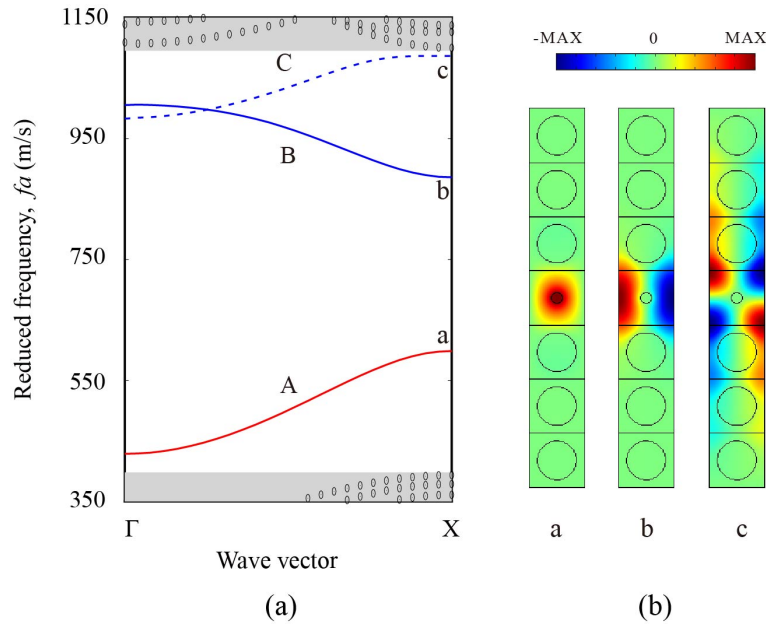 1150
950
750
550
350
Reduced frequency, fa (m/s)
C
c
B
b
a
A
Γ
X
Wave vector
(a)
-MAX 0 MAX
a b c
(b)